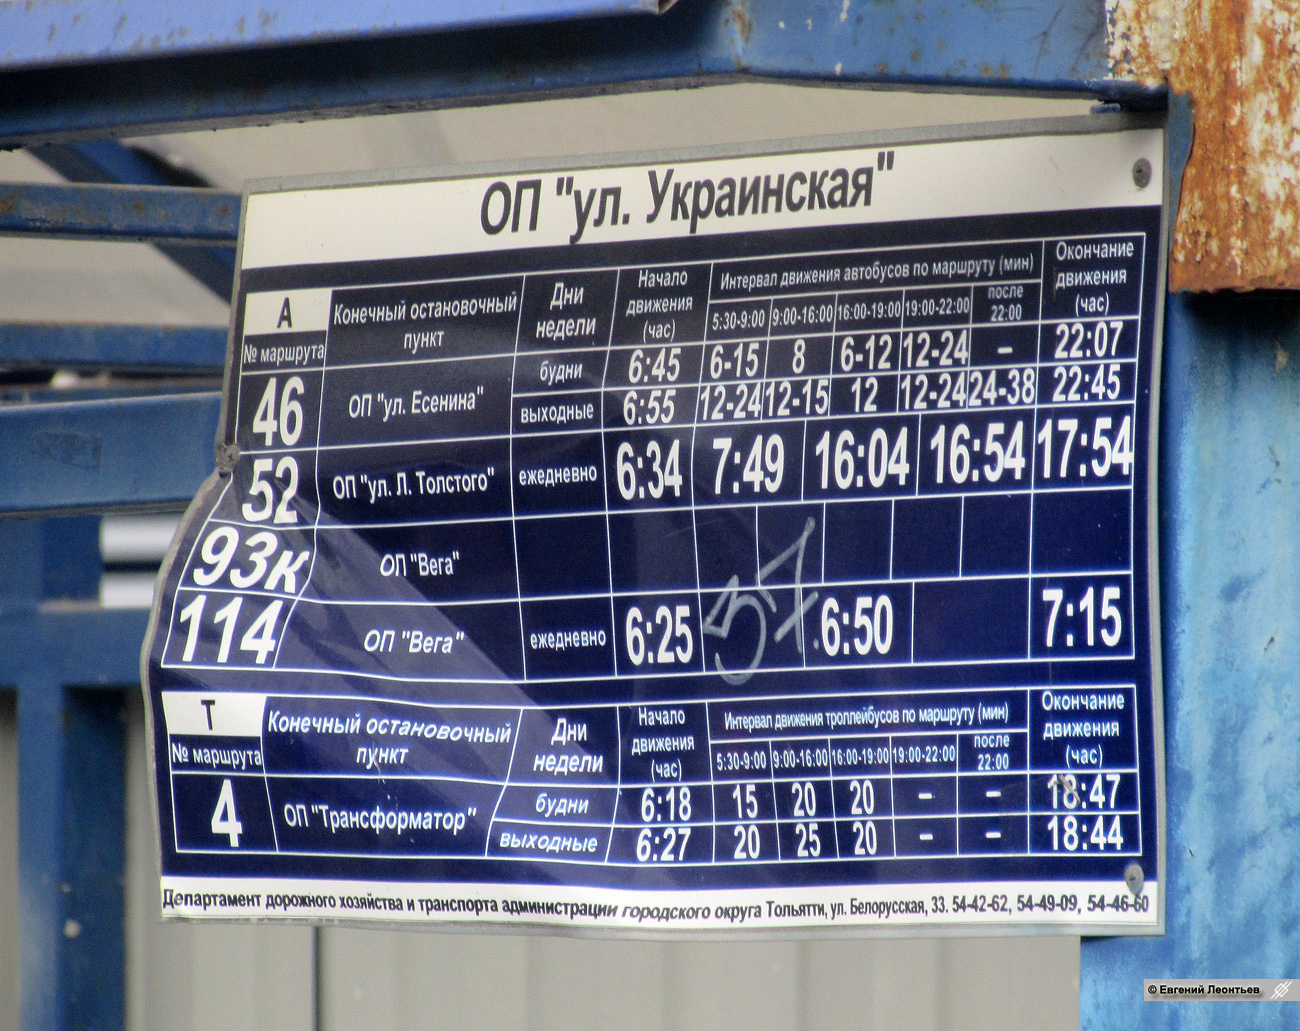 ОП "ул. Украинская"
А Конечный остановочный пункт Дни недели Начало движения (час) Интервал движения автобусов по маршруту (мин) Окончание движения (час)
№ маршрута 5:30-9:00 9:00-16:00 16:00-19:00 19:00-22:00 после 22:00
46 ОП "ул. Есенина" будни 6:45 6-15 8 6-12 12-24 – 22:07
выходные 6:55 12-24 12-15 12 12-24 24-38 22:45
52 ОП "ул. Л. Толстого" ежедневно 6:34 7:49 16:04 16:54 17:54
93к ОП "Вега"
37
114 ОП "Вега" ежедневно 6:25 6:50 7:15
Т Конечный остановочный пункт Дни недели Начало движения (час) Интервал движения троллейбусов по маршруту (мин) Окончание движения (час)
№ маршрута 5:30-9:00 9:00-16:00 16:00-19:00 19:00-22:00 после 22:00
4 ОП "Трансформатор" будни 6:18 15 20 20 – – 18:47
выходные 6:27 20 25 20 – – 18:44
Департамент дорожного хозяйства и транспорта администрации городского округа Тольятти, ул. Белорусская, 33. 54-42-62, 54-49-09, 54-46-60
© Евгений Леонтьев